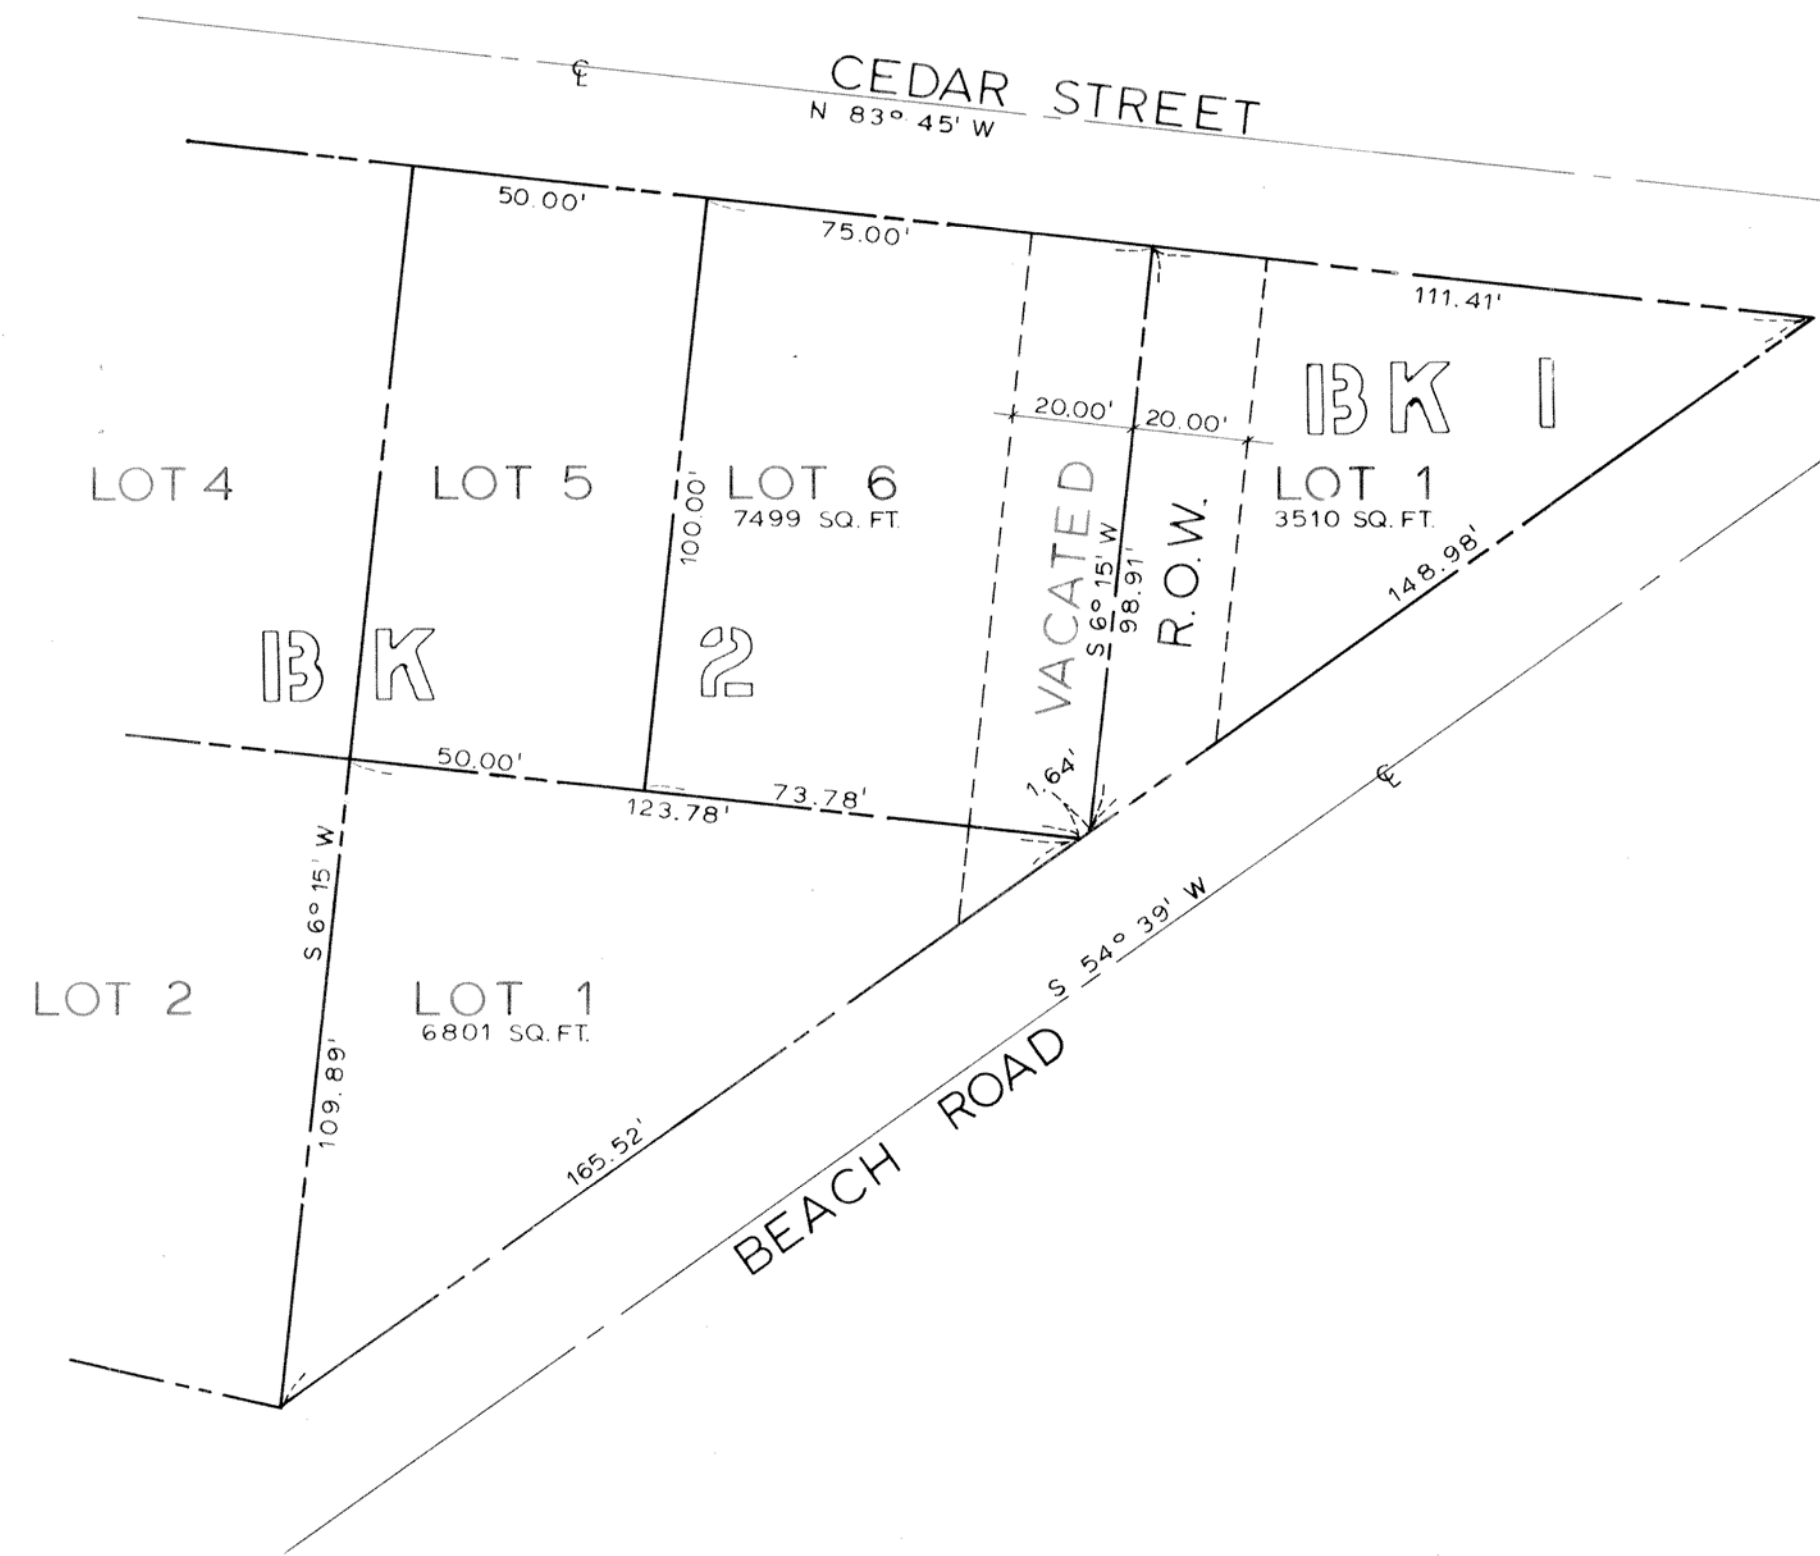 ℄
CEDAR STREET
N 83° 45' W
50.00'
75.00'
111.41'
BK 1
20.00'
20.00'
LOT 4
LOT 5
100.00'
LOT 6
7499 SQ. FT.
VACATED
S 6° 15' W
98.91'
R.O.W.
LOT 1
3510 SQ. FT.
148.98'
BK 2
50.00'
73.78'
123.78'
1.64'
℄
S 6° 15' W
109.89'
S 54° 39' W
LOT 2
LOT 1
6801 SQ. FT.
165.52'
BEACH ROAD